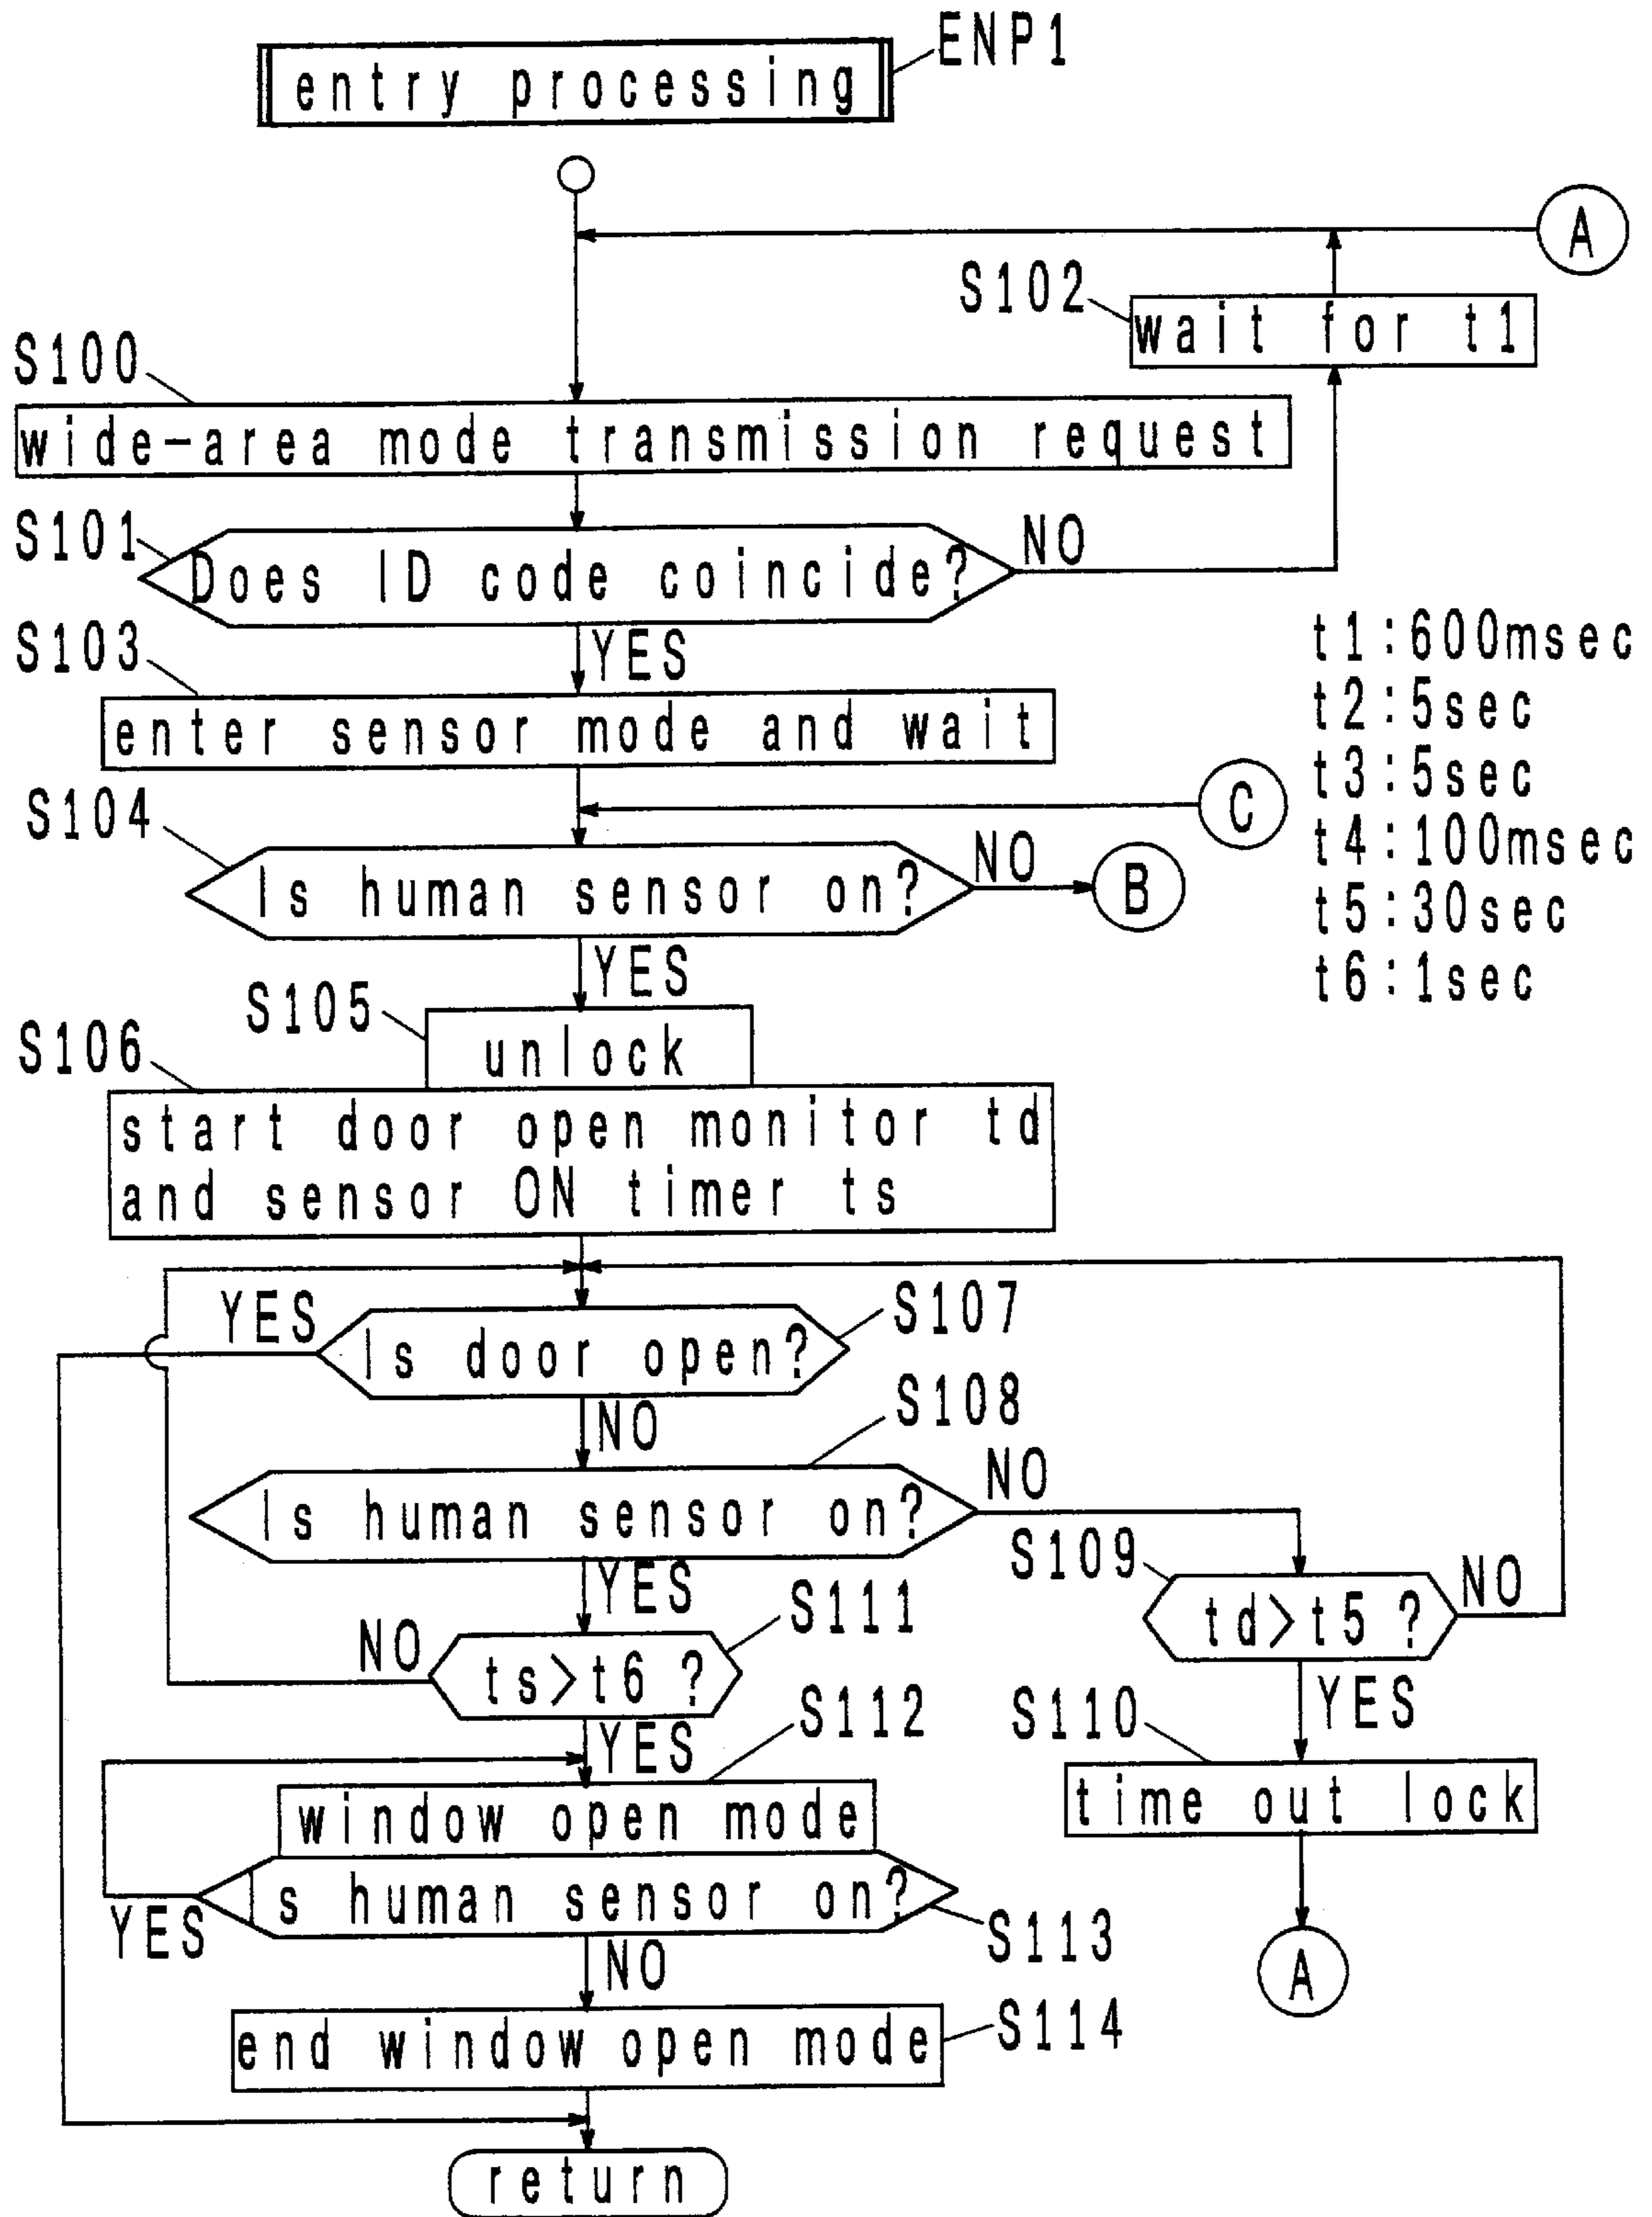 ENP1
entry processing
A
S102
wait for t1
S100
wide-area mode transmission request
S101
Does ID code coincide?
NO
YES
S103
enter sensor mode and wait
C
S104
Is human sensor on?
NO
B
YES
t1:600msec
t2:5sec
t3:5sec
t4:100msec
t5:30sec
t6:1sec
S105
unlock
S106
start door open monitor td
and sensor ON timer ts
YES
S107
Is door open?
NO
S108
Is human sensor on?
NO
YES
S109
td>t5 ?
NO
YES
S111
NO
ts>t6 ?
YES
S110
time out lock
A
S112
window open mode
Is human sensor on?
YES
S113
NO
S114
end window open mode
return